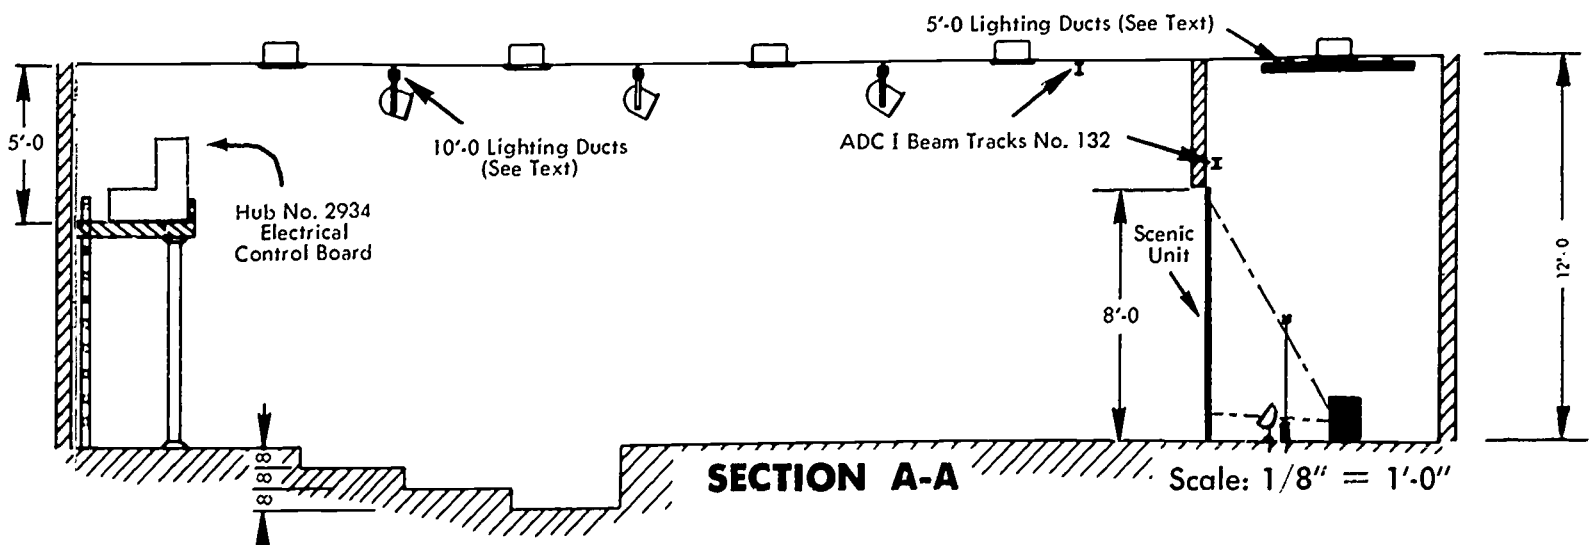 5'-0 Lighting Ducts (See Text)
5'-0
10'-0 Lighting Ducts
(See Text)
ADC I Beam Tracks No. 132
Hub No. 2934
Electrical
Control Board
Scenic
Unit
8'-0
12'-0
8
8
8
SECTION A-A
Scale: 1/8" = 1'-0"